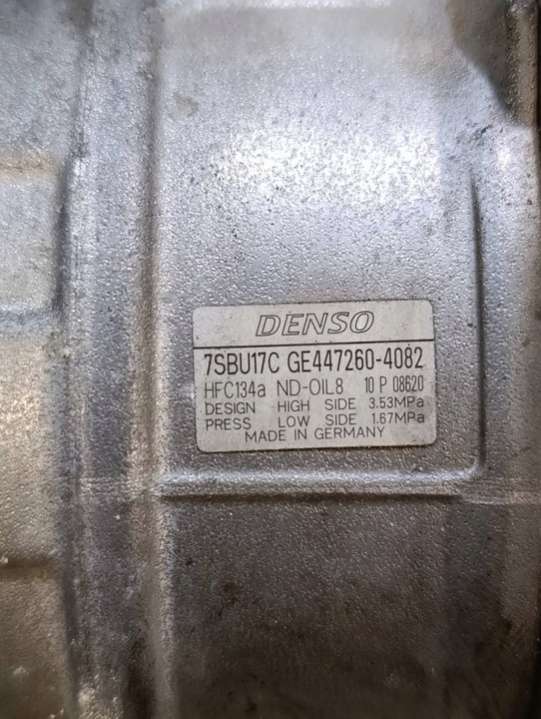 DENSO
7SBU17C GE447260-4082
HFC134a ND-OIL8 10 P 08620
DESIGN HIGH SIDE 3.53MPa
PRESS LOW SIDE 1.67MPa
MADE IN GERMANY